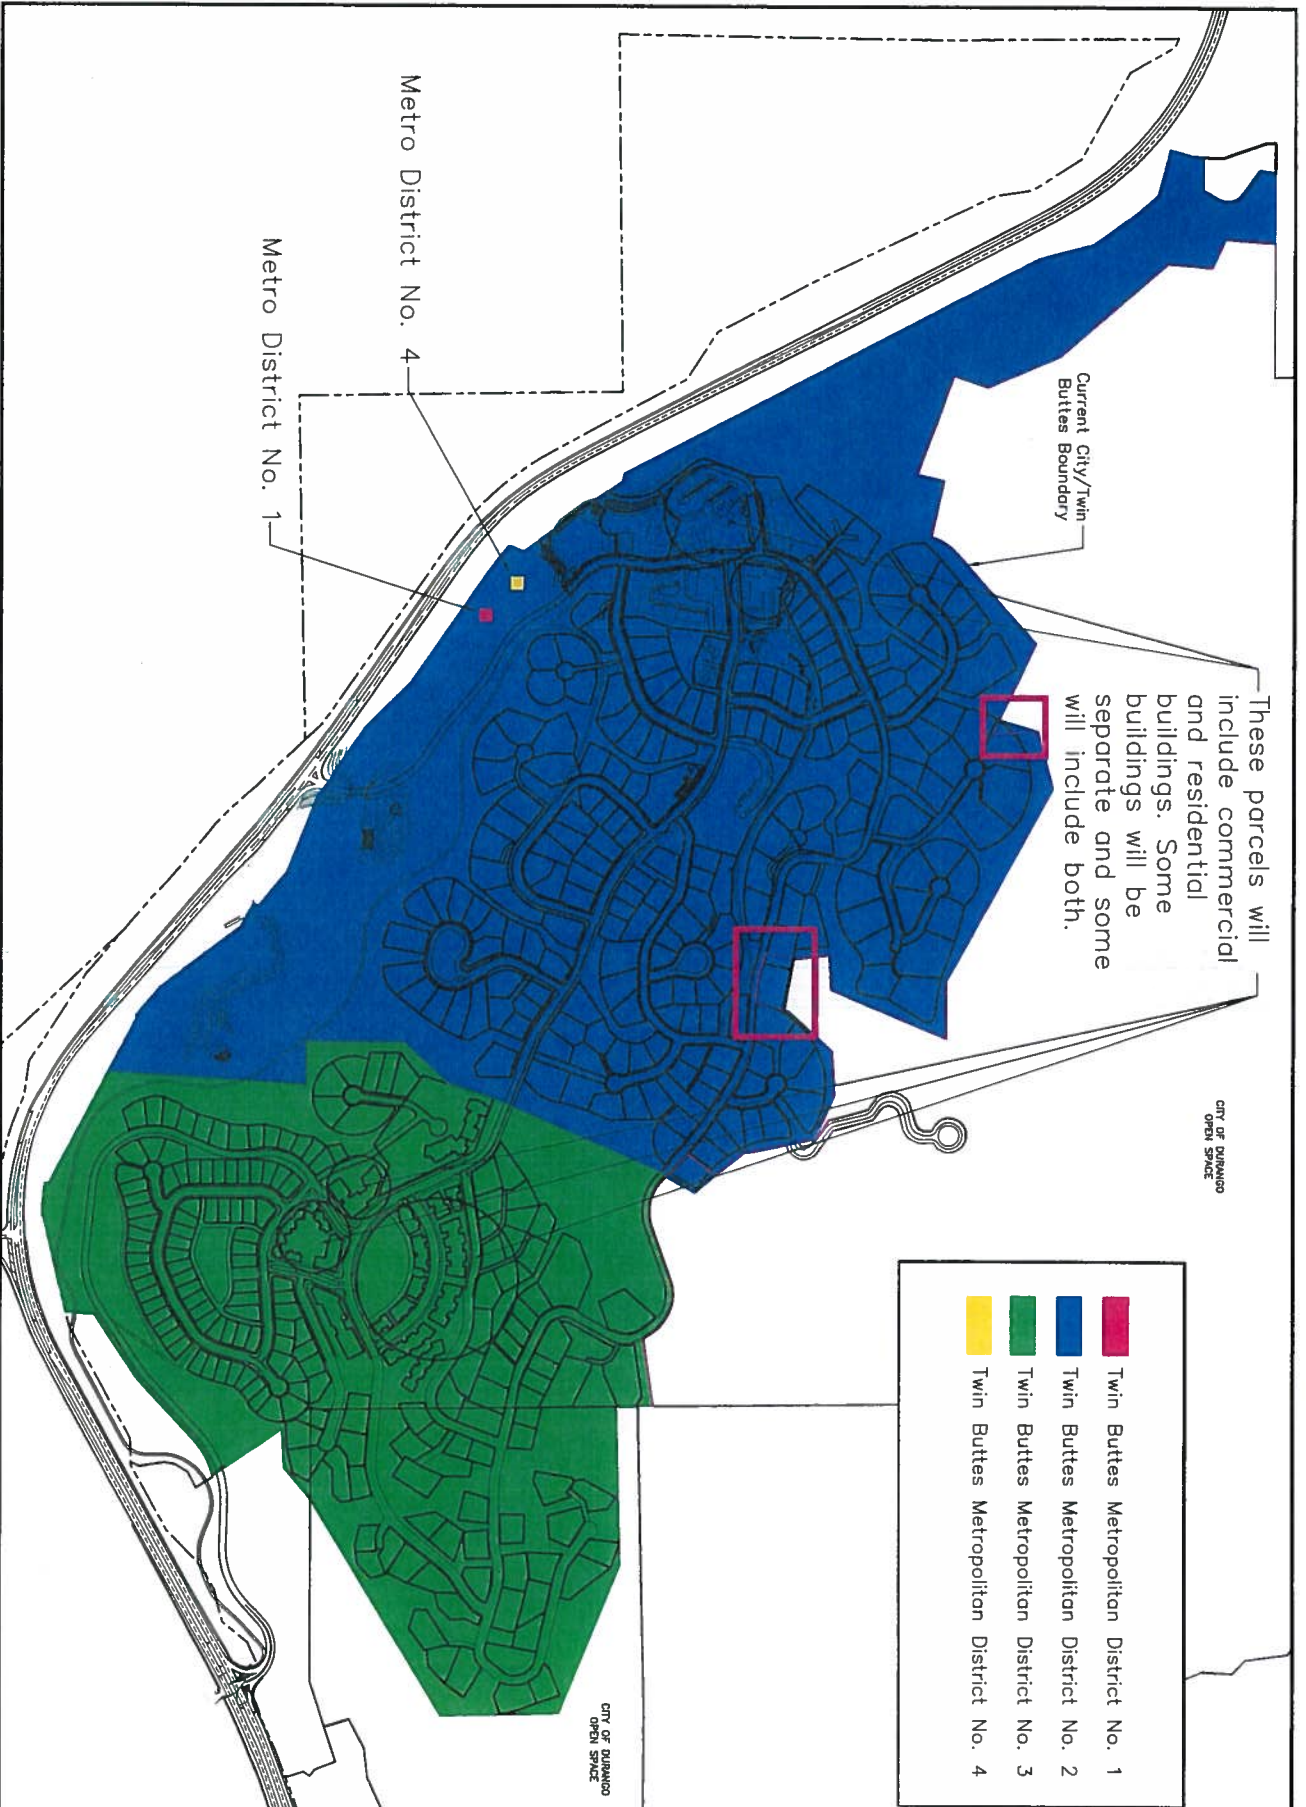 These parcels will
include commercial
and residential
buildings. Some
buildings will be
separate and some
will include both.
CITY OF DURANGO
OPEN SPACE
Current City/Twin
Buttes Boundary
Metro District No. 4
Metro District No. 1
Twin Buttes Metropolitan District No. 1
Twin Buttes Metropolitan District No. 2
Twin Buttes Metropolitan District No. 3
Twin Buttes Metropolitan District No. 4
CITY OF DURANGO
OPEN SPACE